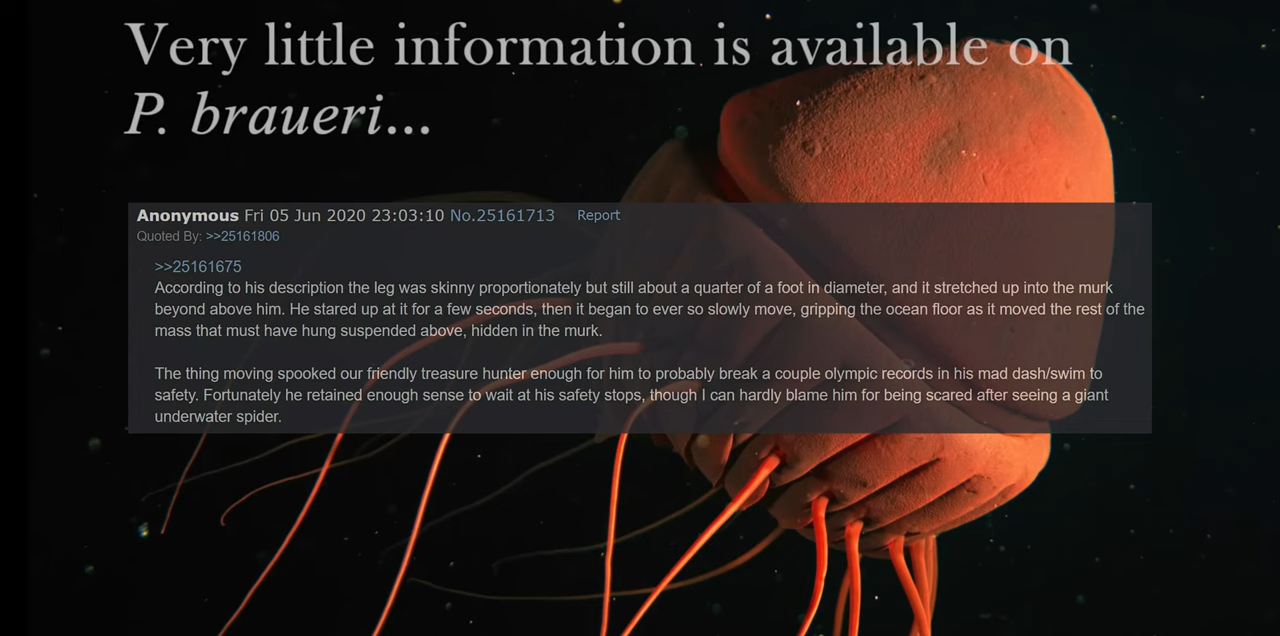 Very little information is available on
P. braueri...
Anonymous Fri 05 Jun 2020 23:03:10 No.25161713 Report
Quoted By: >>25161806
>>25161675
According to his description the leg was skinny proportionately but still about a quarter of a foot in diameter, and it stretched up into the murk
beyond above him. He stared up at it for a few seconds, then it began to ever so slowly move, gripping the ocean floor as it moved the rest of the
mass that must have hung suspended above, hidden in the murk.
The thing moving spooked our friendly treasure hunter enough for him to probably break a couple olympic records in his mad dash/swim to
safety. Fortunately he retained enough sense to wait at his safety stops, though I can hardly blame him for being scared after seeing a giant
underwater spider.